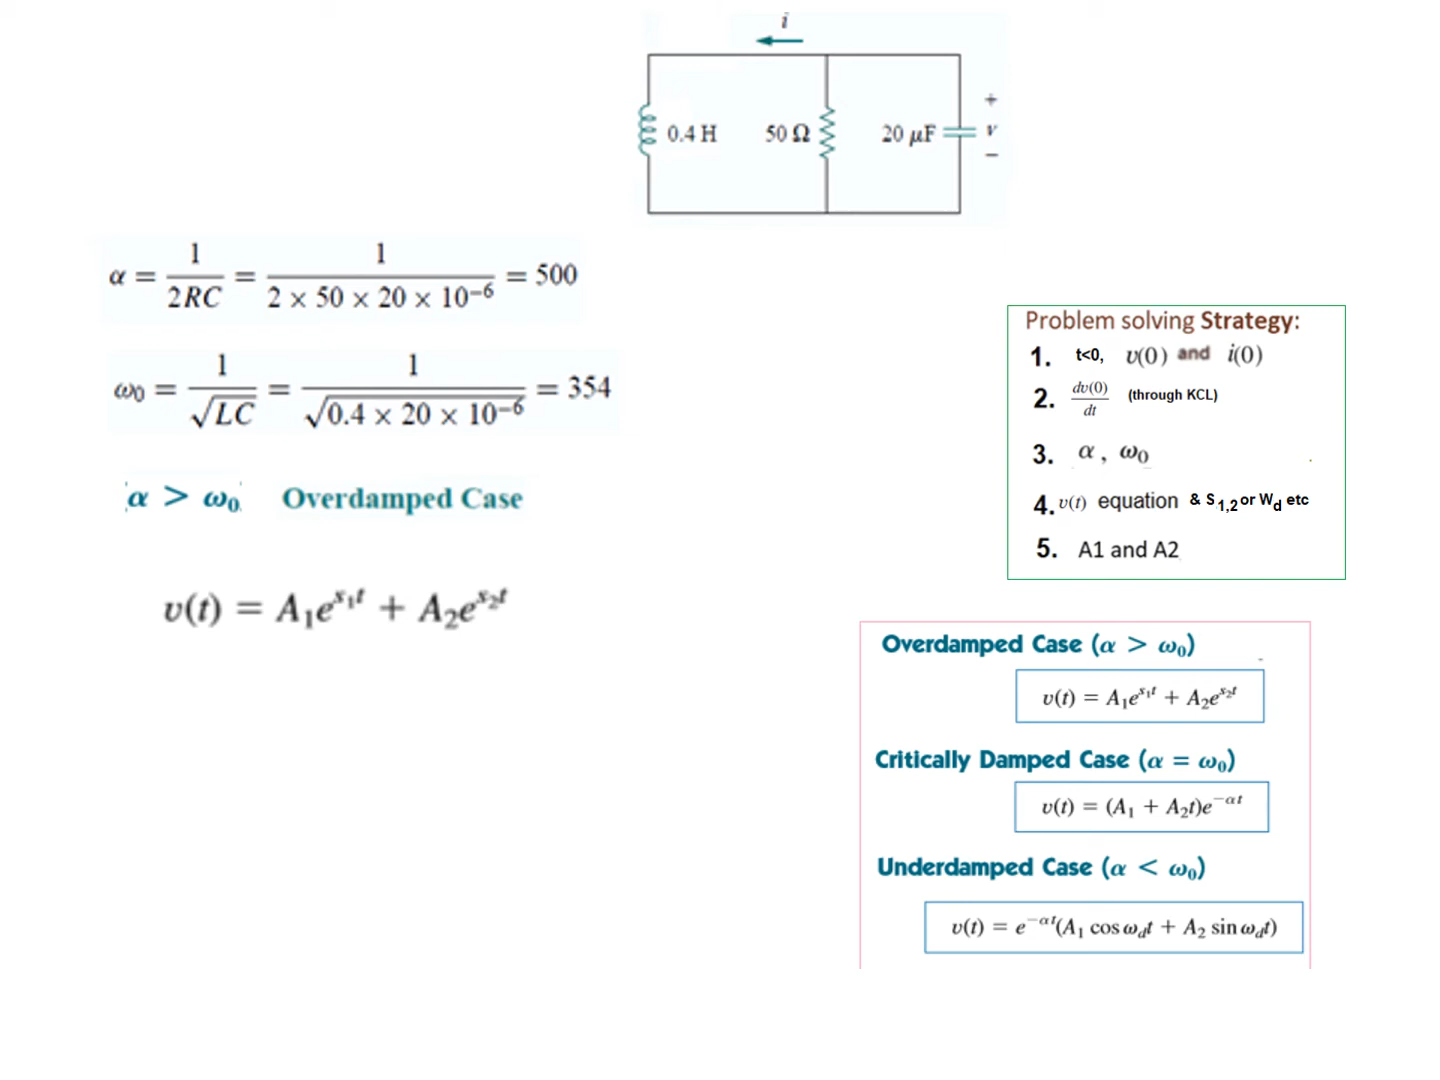 i
0.4 H 50 Ω 20 μF + v −
α = 1 / 2RC = 1 / 2 × 50 × 20 × 10⁻⁶ = 500
ω₀ = 1 / √LC = 1 / √0.4 × 20 × 10⁻⁶ = 354
α > ω₀ Overdamped Case
v(t) = A₁e^{s₁t} + A₂e^{s₂t}
Problem solving Strategy:
1. t<0, v(0) and i(0)
2. dv(0) / dt (through KCL)
3. α , ω₀
4. v(t) equation & S₁,₂ or W_d etc
5. A1 and A2
Overdamped Case (α > ω₀)
v(t) = A₁e^{s₁t} + A₂e^{s₂t}
Critically Damped Case (α = ω₀)
v(t) = (A₁ + A₂t)e^{−αt}
Underdamped Case (α < ω₀)
v(t) = e^{−αt}(A₁ cos ω_d t + A₂ sin ω_d t)